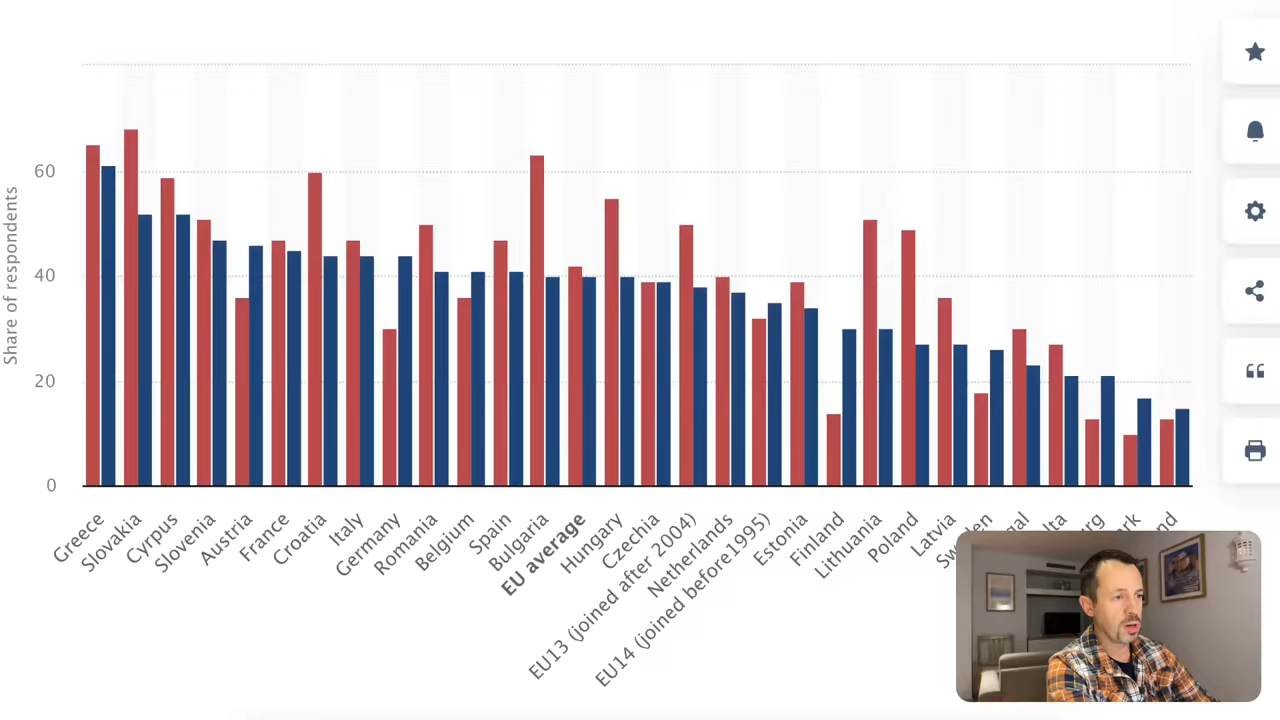 Share of respondents
60
40
20
0
Greece
Slovakia
Cyrpus
Slovenia
Austria
France
Croatia
Italy
Germany
Romania
Belgium
Spain
Bulgaria
EU average
Hungary
Czechia
EU13 (joined after 2004)
Netherlands
EU14 (joined before1995)
Estonia
Finland
Lithuania
Poland
Latvia